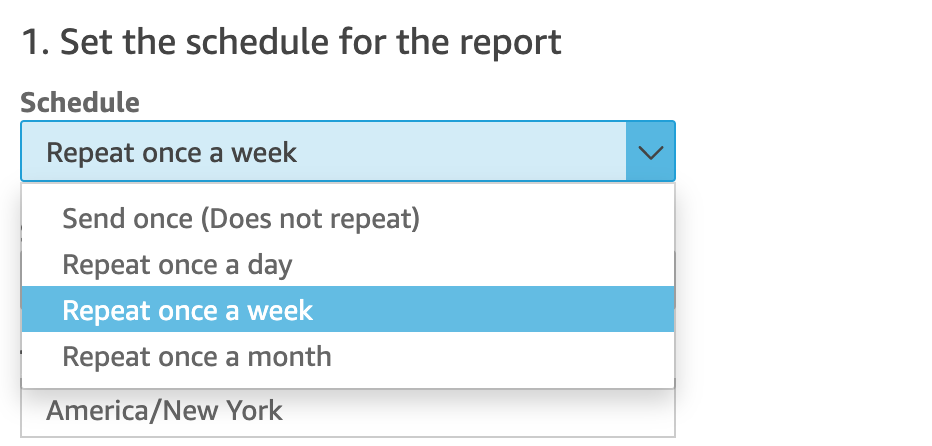 1. Set the schedule for the report
Schedule
Repeat once a week
Send once (Does not repeat)
Repeat once a day
Repeat once a week
Repeat once a month
America/New York